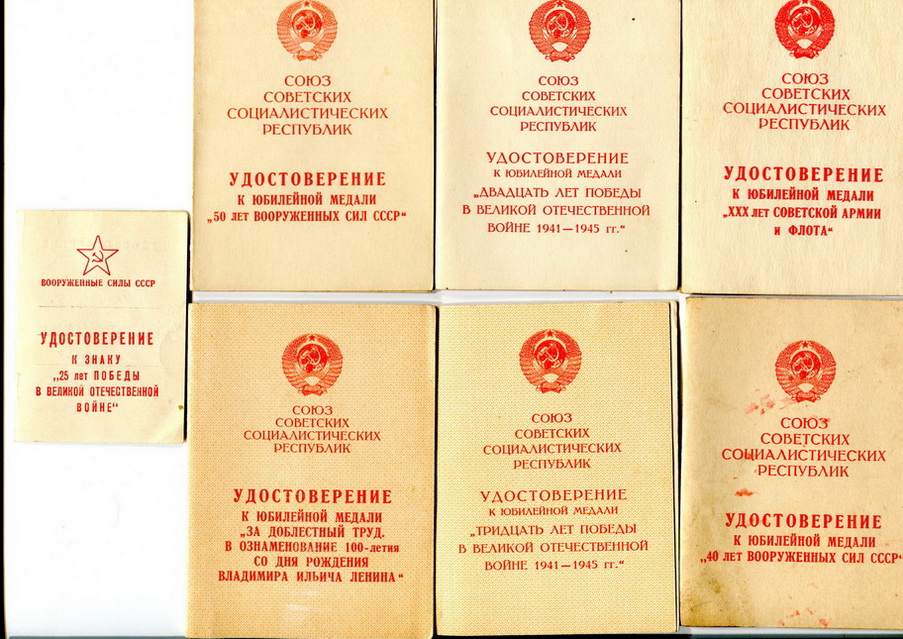 СОЮЗ
СОВЕТСКИХ
СОЦИАЛИСТИЧЕСКИХ
РЕСПУБЛИК
УДОСТОВЕРЕНИЕ
К ЮБИЛЕЙНОЙ МЕДАЛИ
„50 ЛЕТ ВООРУЖЕННЫХ СИЛ СССР“
СОЮЗ
СОВЕТСКИХ
СОЦИАЛИСТИЧЕСКИХ
РЕСПУБЛИК
УДОСТОВЕРЕНИЕ
К ЮБИЛЕЙНОЙ МЕДАЛИ
„ДВАДЦАТЬ ЛЕТ ПОБЕДЫ
В ВЕЛИКОЙ ОТЕЧЕСТВЕННОЙ
ВОЙНЕ 1941—1945 гг.“
СОЮЗ
СОВЕТСКИХ
СОЦИАЛИСТИЧЕСКИХ
РЕСПУБЛИК
УДОСТОВЕРЕНИЕ
К ЮБИЛЕЙНОЙ МЕДАЛИ
„XXX лет СОВЕТСКОЙ АРМИИ
и ФЛОТА“
ВООРУЖЕННЫЕ СИЛЫ СССР
УДОСТОВЕРЕНИЕ
К ЗНАКУ
„25 лет ПОБЕДЫ
В ВЕЛИКОЙ ОТЕЧЕСТВЕННОЙ
ВОЙНЕ“
СОЮЗ
СОВЕТСКИХ
СОЦИАЛИСТИЧЕСКИХ
РЕСПУБЛИК
УДОСТОВЕРЕНИЕ
К ЮБИЛЕЙНОЙ МЕДАЛИ
„ЗА ДОБЛЕСТНЫЙ ТРУД.
В ОЗНАМЕНОВАНИЕ 100-летия
СО ДНЯ РОЖДЕНИЯ
ВЛАДИМИРА ИЛЬИЧА ЛЕНИНА“
СОЮЗ
СОВЕТСКИХ
СОЦИАЛИСТИЧЕСКИХ
РЕСПУБЛИК
УДОСТОВЕРЕНИЕ
К ЮБИЛЕЙНОЙ МЕДАЛИ
„ТРИДЦАТЬ ЛЕТ ПОБЕДЫ
В ВЕЛИКОЙ ОТЕЧЕСТВЕННОЙ
ВОЙНЕ 1941—1945 гг.“
СОЮЗ
СОВЕТСКИХ
СОЦИАЛИСТИЧЕСКИХ
РЕСПУБЛИК
УДОСТОВЕРЕНИЕ
К ЮБИЛЕЙНОЙ МЕДАЛИ
„40 ЛЕТ ВООРУЖЕННЫХ СИЛ СССР“